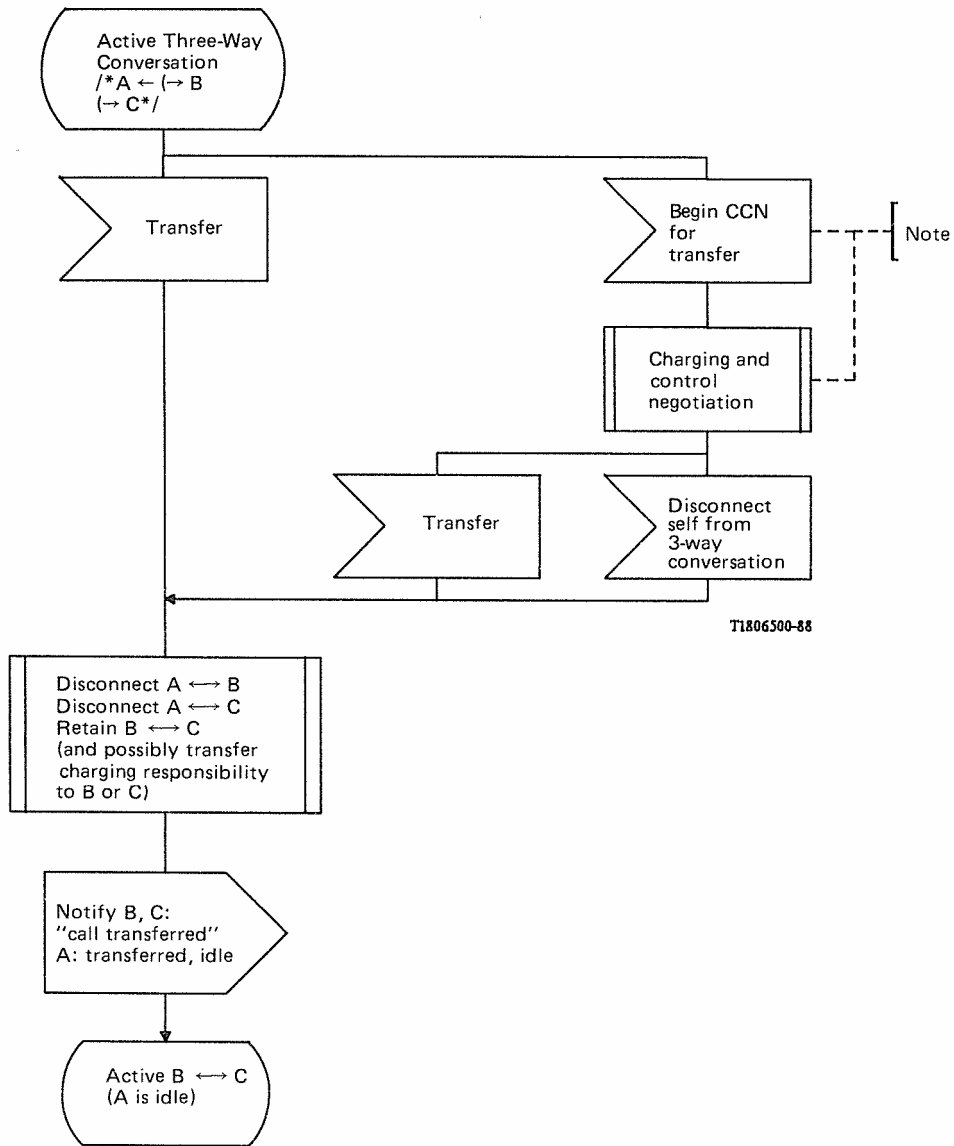 Active Three-Way
Conversation
/*A ← (→ B
(→ C*/
Transfer
Begin CCN
for
transfer
Note
Charging and
control
negotiation
Transfer
Disconnect
self from
3-way
conversation
T1806500-88
Disconnect A ←→ B
Disconnect A ←→ C
Retain B ←→ C
(and possibly transfer
charging responsibility
to B or C)
Notify B, C:
"call transferred"
A: transferred, idle
Active B ←→ C
(A is idle)